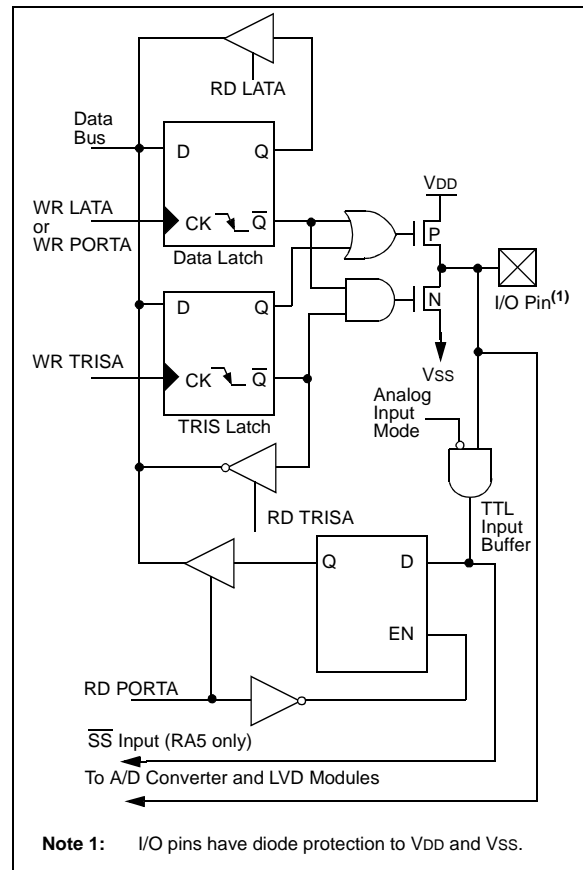 RD LATA
Data
Bus
D Q
VDD
WR LATA
or
WR PORTA
CK Q̅
P
Data Latch
D Q
N
I/O Pin(1)
WR TRISA
CK Q̅
VSS
TRIS Latch
Analog
Input
Mode
RD TRISA
TTL
Input
Buffer
Q D
EN
RD PORTA
S̅S̅ Input (RA5 only)
To A/D Converter and LVD Modules
Note 1: I/O pins have diode protection to VDD and VSS.